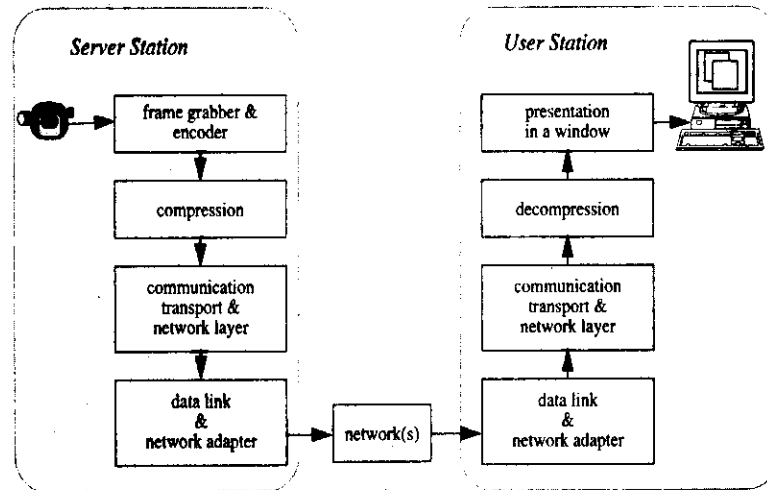 Server Station
frame grabber &
encoder
compression
communication
transport &
network layer
data link
&
network adapter
network(s)
User Station
presentation
in a window
decompression
communication
transport &
network layer
data link
&
network adapter